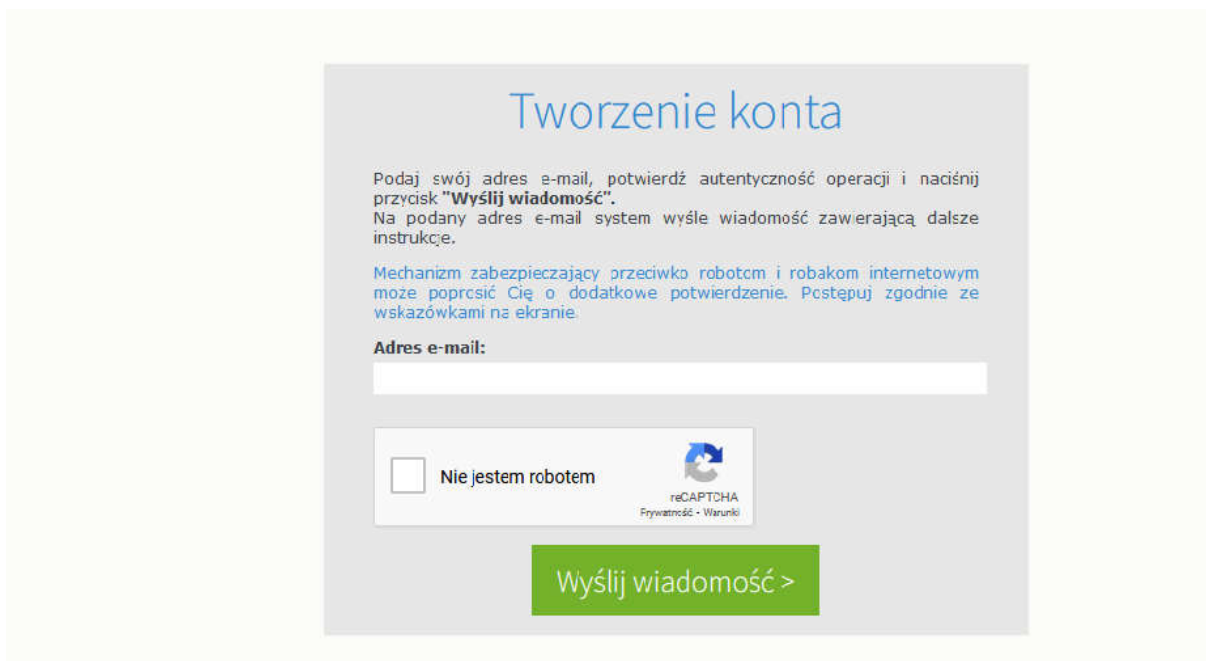 Tworzenie konta
Podaj swój adres e-mail, potwierdź autentyczność operacji i naciśnij
przycisk "Wyślij wiadomość".
Na podany adres e-mail system wyśle wiadomość zawierającą dalsze
instrukcje.
Mechanizm zabezpieczający przeciwko robotom i robakom internetowym
może poprosić Cię o dodatkowe potwierdzenie. Postępuj zgodnie ze
wskazówkami na ekranie.
Adres e-mail:
Nie jestem robotem
reCAPTCHA
Prywatność - Warunki
Wyślij wiadomość >